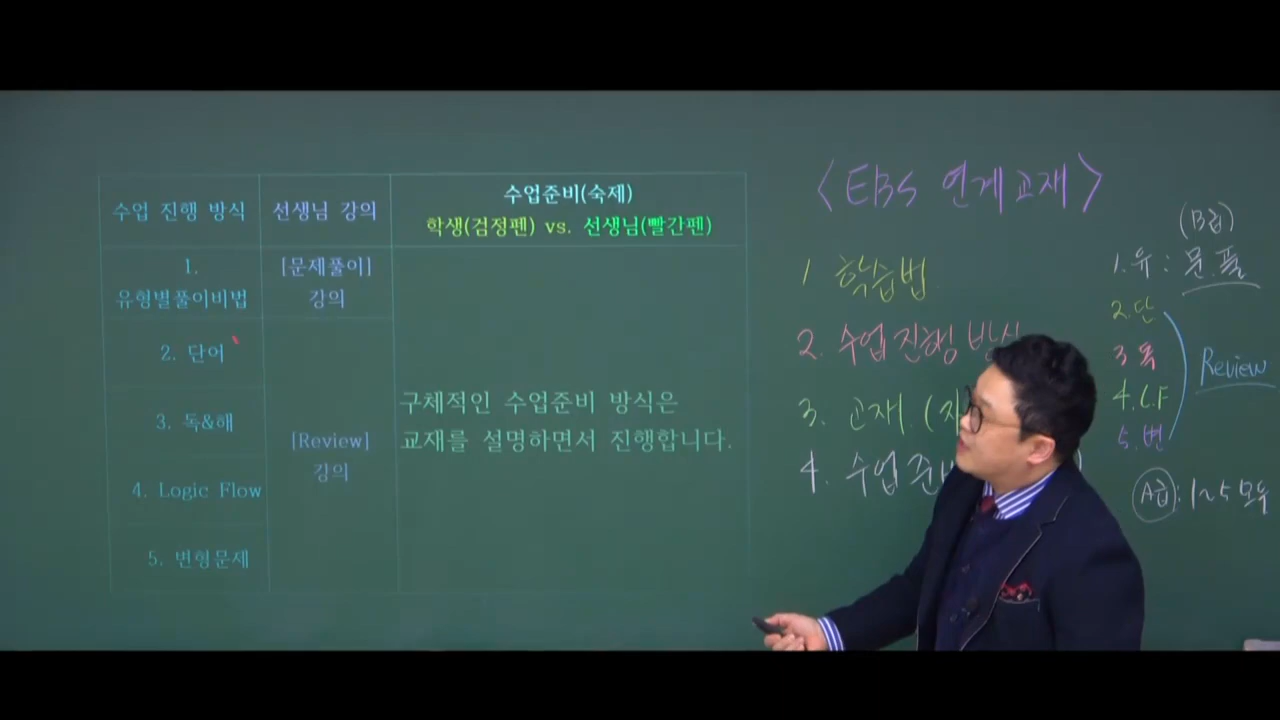 수업 진행 방식
선생님 강의
수업준비(숙제)
학생(검정펜) vs. 선생님(빨간펜)
1.
유형별풀이비법
[문제풀이]
강의
2. 단어
3. 독&해
4. Logic Flow
5. 변형문제
[Review]
강의
구체적인 수업준비 방식은
교재를 설명하면서 진행합니다.
<EBS 연계교재>
1 학습법
2. 수업 진행 방식
3. 교재 (
4. 수업 준비
(B급)
1. 유 : 문.풀
2. 단
3 독
4. L.F
5. 변
Review
A급 : 1~5 모두